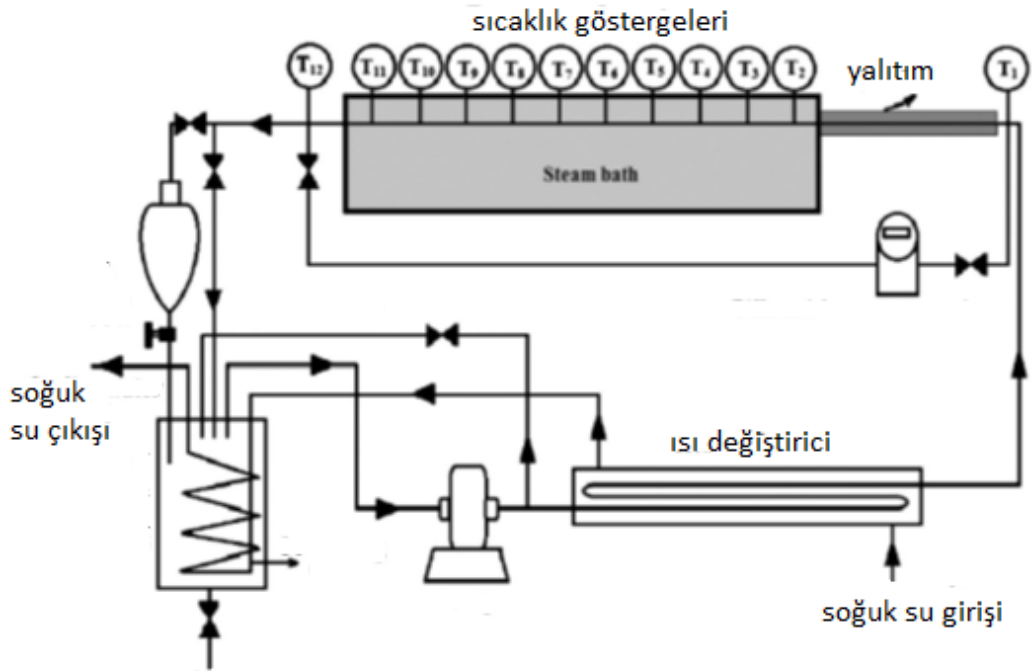 sıcaklık göstergeleri
T12 T11 T10 T9 T8 T7 T6 T5 T4 T3 T2 T1
yalıtım
Steam bath
soğuk
su çıkışı
ısı değiştirici
soğuk su girişi